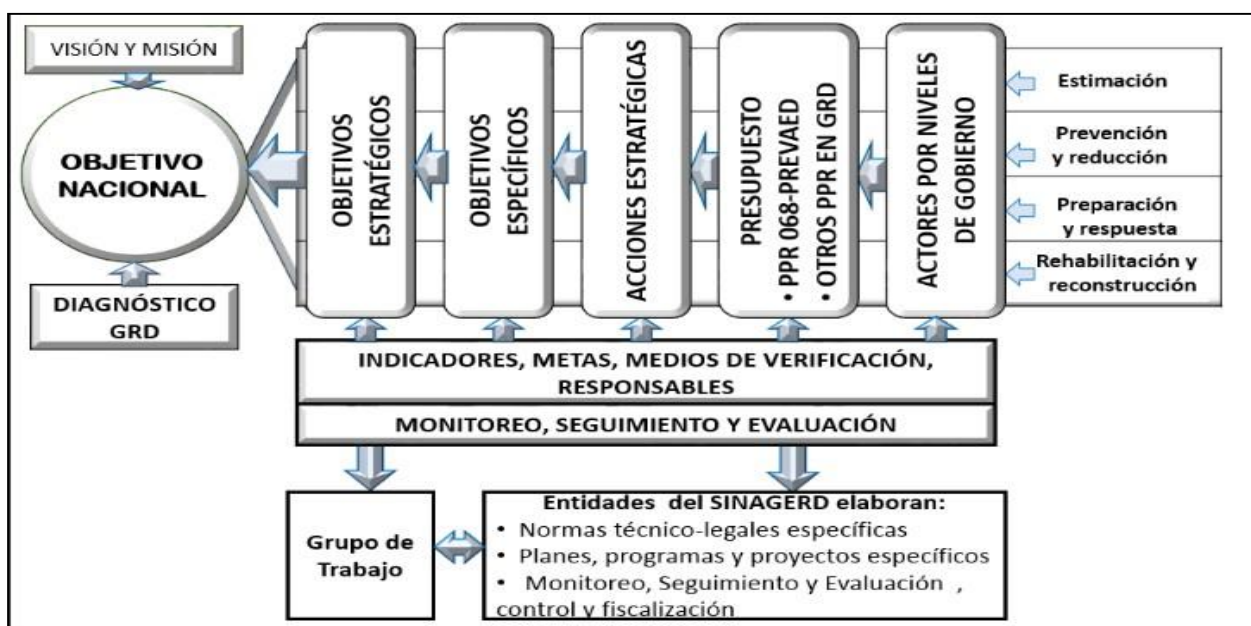 VISIÓN Y MISIÓN
OBJETIVO
NACIONAL
DIAGNÓSTICO
GRD
OBJETIVOS
ESTRATÉGICOS
OBJETIVOS
ESPECÍFICOS
ACCIONES ESTRATÉGICAS
PRESUPUESTO
• PPR 068-PREVAED
• OTROS PPR EN GRD
ACTORES POR NIVELES
DE GOBIERNO
Estimación
Prevención
y reducción
Preparación
y respuesta
Rehabilitación y
reconstrucción
INDICADORES, METAS, MEDIOS DE VERIFICACIÓN,
RESPONSABLES
MONITOREO, SEGUIMIENTO Y EVALUACIÓN
Grupo de
Trabajo
Entidades del SINAGERD elaboran:
• Normas técnico-legales específicas
• Planes, programas y proyectos específicos
• Monitoreo, Seguimiento y Evaluación ,
control y fiscalización